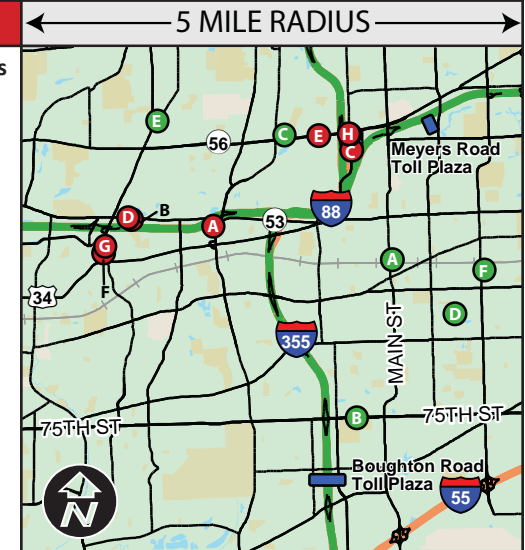 5 MILE RADIUS
s
E
56
C
E
H
C
Meyers Road
Toll Plaza
D
B
A
53
88
G
F
34
A
F
D
MAIN ST
355
75TH ST
B
75TH ST
Boughton Road
Toll Plaza
55
N